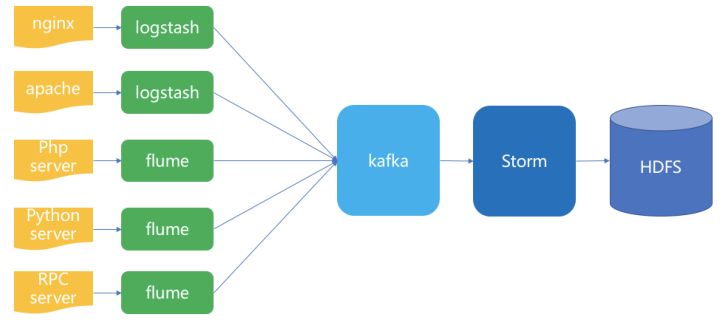 nginx
logstash
apache
logstash
Php
server
flume
kafka
Storm
HDFS
Python
server
flume
RPC
server
flume